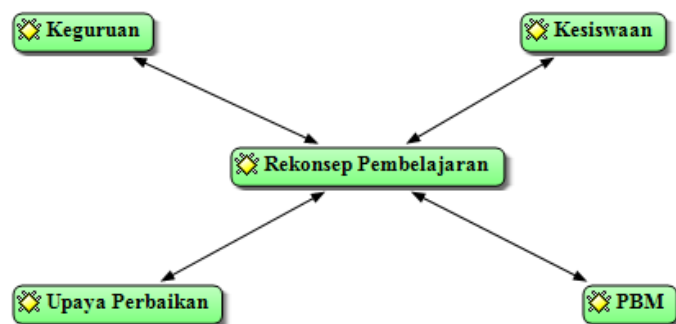 Keguruan
Kesiswaan
Rekonsep Pembelajaran
Upaya Perbaikan
PBM